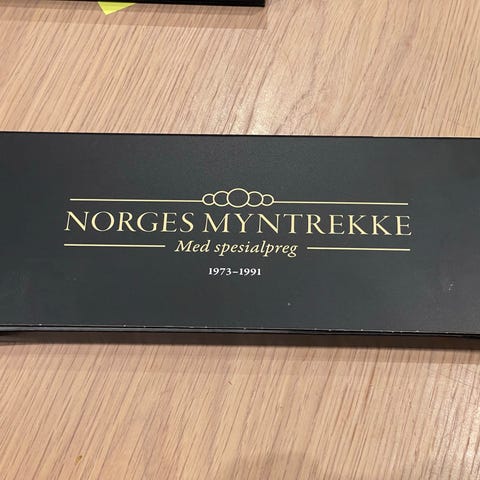 NORGES MYNTREKKE
Med spesialpreg
1973–1991